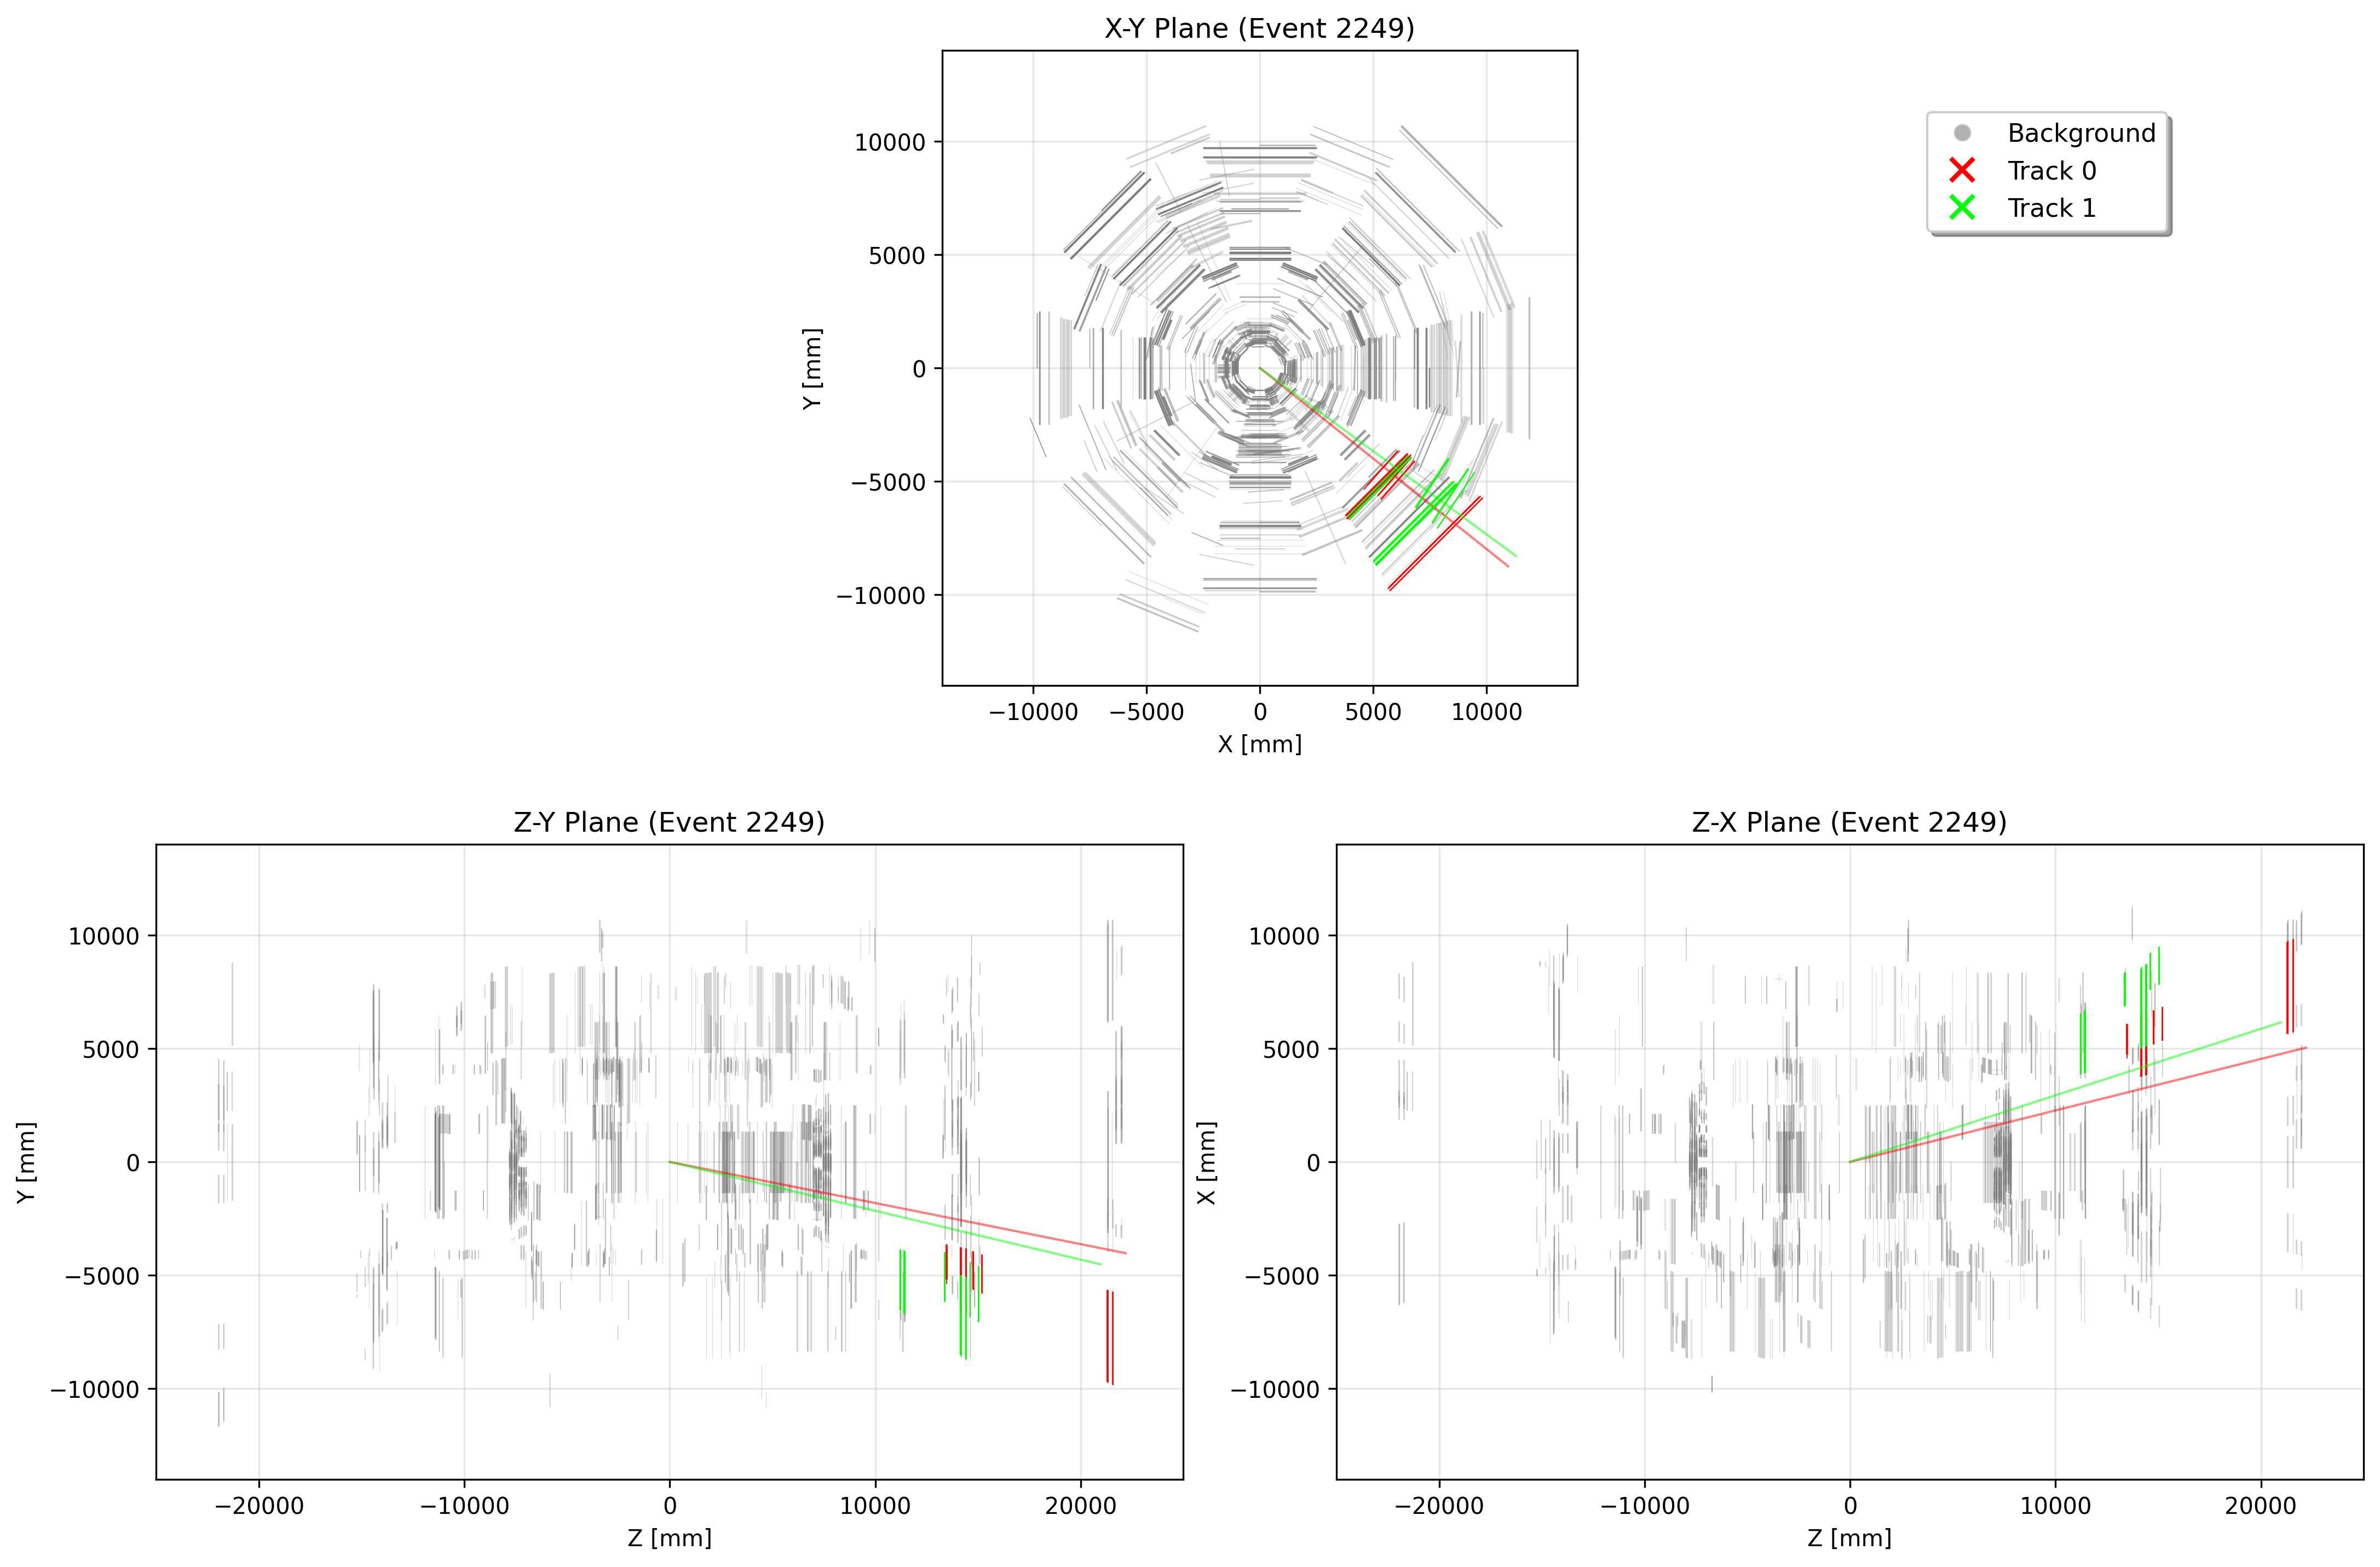 X-Y Plane (Event 2249)
10000
5000
0
−5000
−10000
Y [mm]
−10000 −5000 0 5000 10000
X [mm]
Background
Track 0
Track 1
Z-Y Plane (Event 2249)
10000
5000
0
−5000
−10000
Y [mm]
−20000 −10000 0 10000 20000
Z [mm]
Z-X Plane (Event 2249)
10000
5000
0
−5000
−10000
X [mm]
−20000 −10000 0 10000 20000
Z [mm]